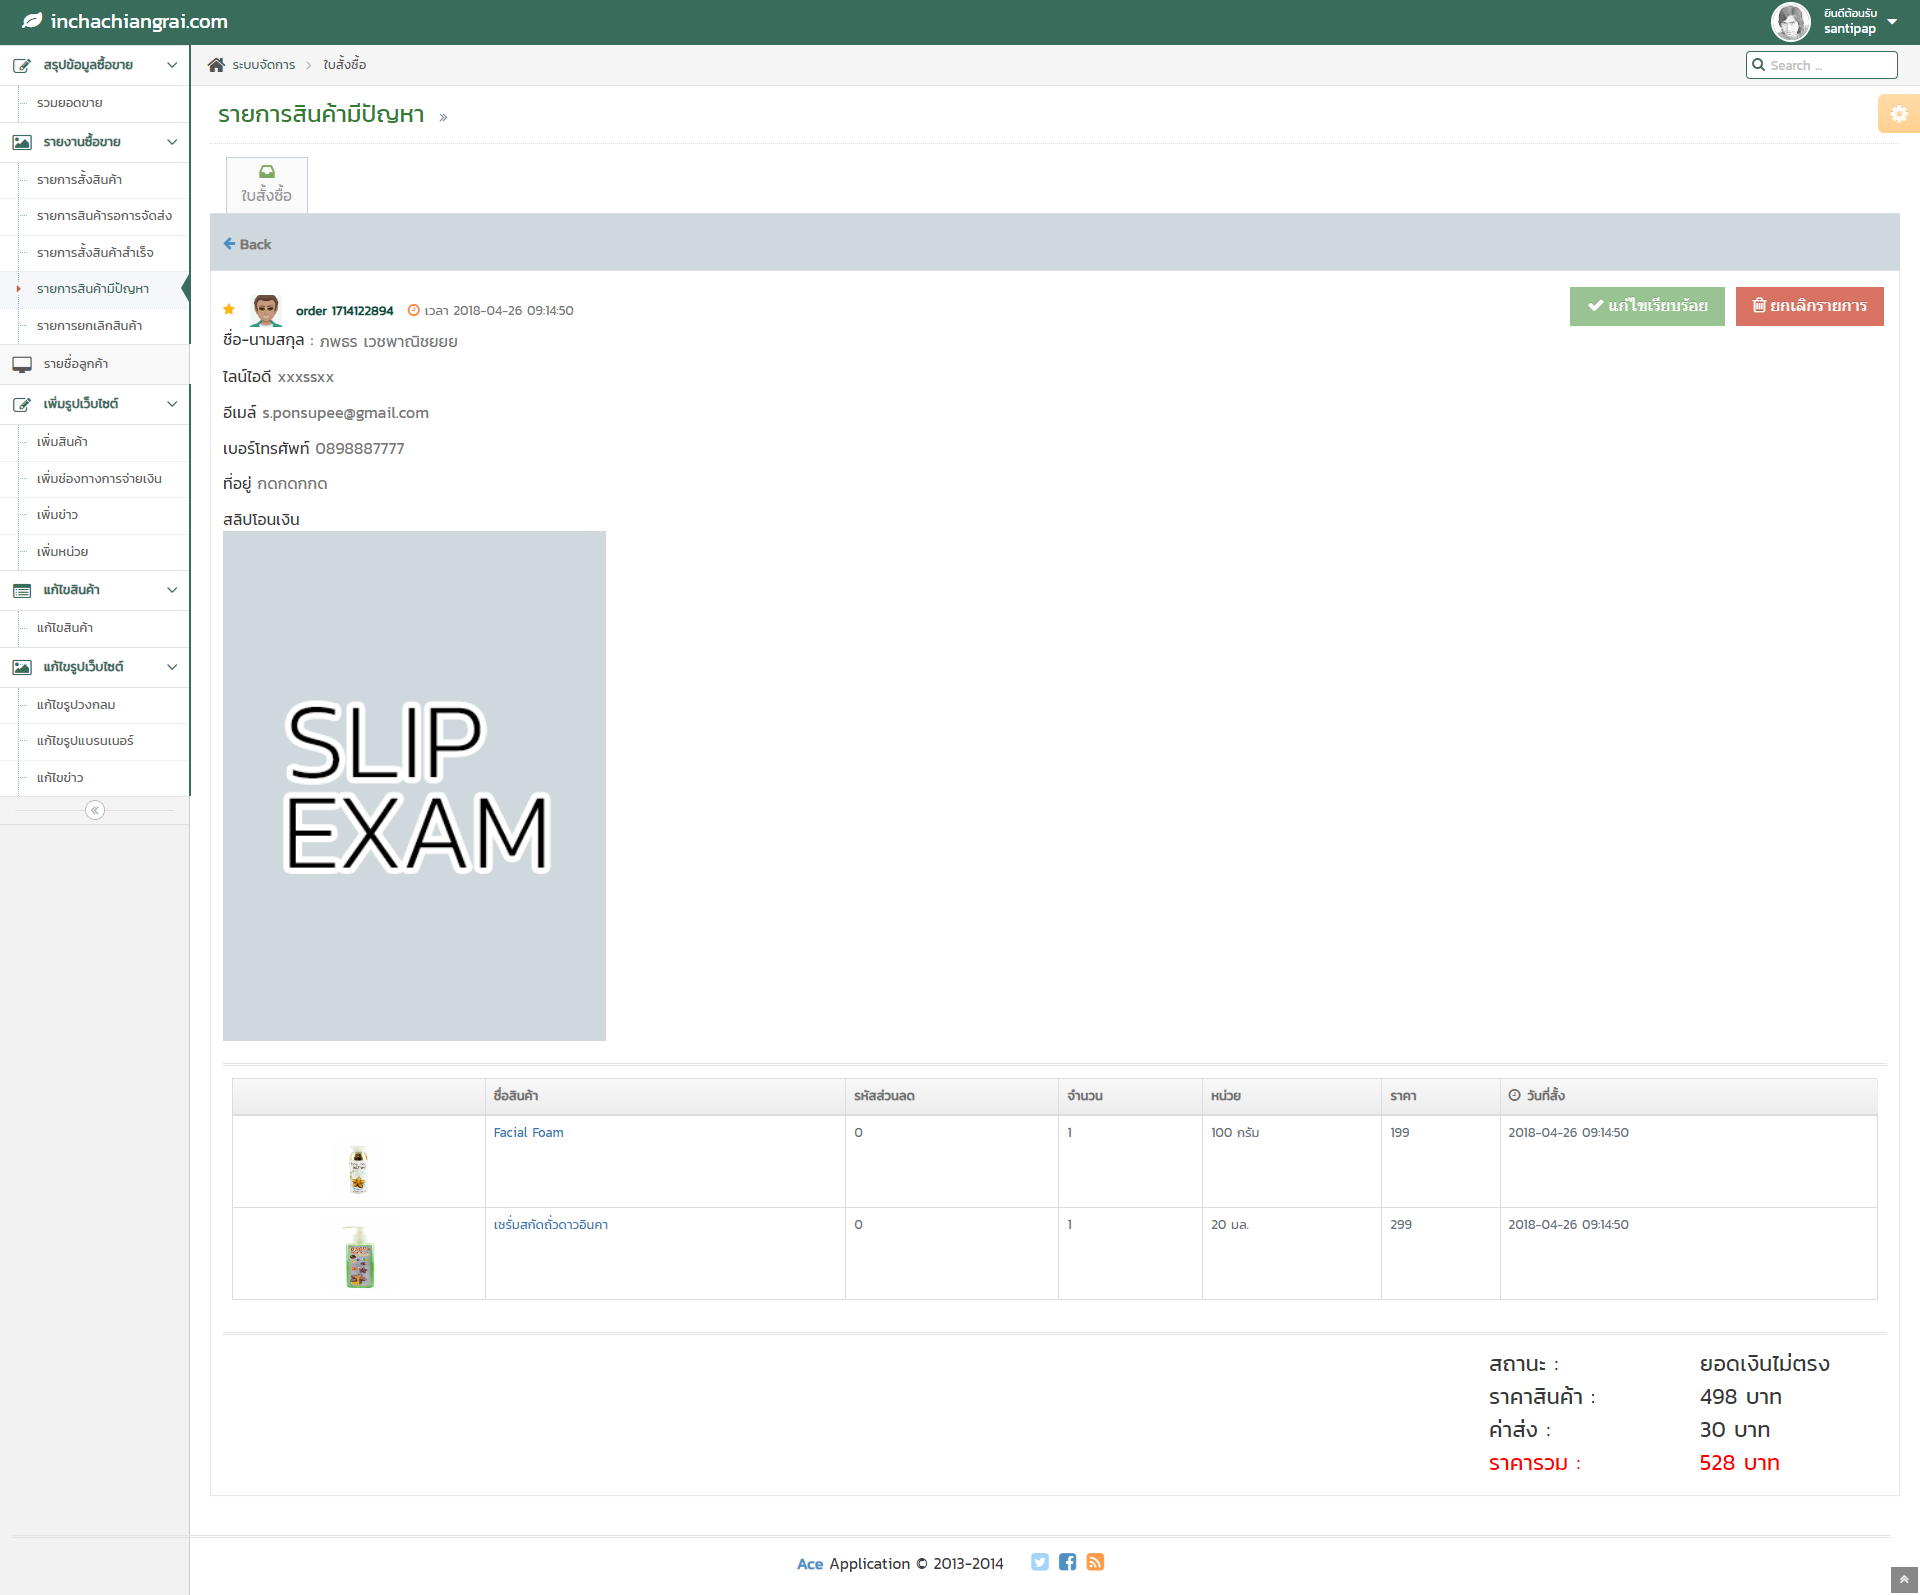 inchachiangrai.com
ยินดีต้อนรับ
santipap
สรุปข้อมูลซื้อขาย
รวมยอดขาย
รายงานซื้อขาย
รายการสั่งสินค้า
รายการสินค้ารอการจัดส่ง
รายการสั่งสินค้าสำเร็จ
รายการสินค้ามีปัญหา
รายการยกเลิกสินค้า
รายชื่อลูกค้า
เพิ่มรูปเว็บไซต์
เพิ่มสินค้า
เพิ่มช่องทางการจ่ายเงิน
เพิ่มข่าว
เพิ่มหน่วย
แก้ไขสินค้า
แก้ไขสินค้า
แก้ไขรูปเว็บไซต์
แก้ไขรูปวงกลม
แก้ไขรูปแบรนเนอร์
แก้ไขข่าว
ระบบจัดการ
ใบสั่งซื้อ
Search ...
รายการสินค้ามีปัญหา »
ใบสั่งซื้อ
Back
order 1714122894 เวลา 2018-04-26 09:14:50
แก้ไขเรียบร้อย
ยกเลิกรายการ
ชื่อ-นามสกุล : ภพธร เวชพาณิชยยย
ไลน์ไอดี xxxssxx
อีเมล์ s.ponsupee@gmail.com
เบอร์โทรศัพท์ 0898887777
ที่อยู่ กดกดกกด
สลิปโอนเงิน
SLIP
EXAM
ชื่อสินค้า รหัสส่วนลด จำนวน หน่วย ราคา วันที่สั่ง
Facial Foam 0 1 100 กรัม 199 2018-04-26 09:14:50
เซรั่มสกัดถั่วดาวอินคา 0 1 20 มล. 299 2018-04-26 09:14:50
สถานะ : ยอดเงินไม่ตรง
ราคาสินค้า : 498 บาท
ค่าส่ง : 30 บาท
ราคารวม : 528 บาท
Ace Application © 2013-2014